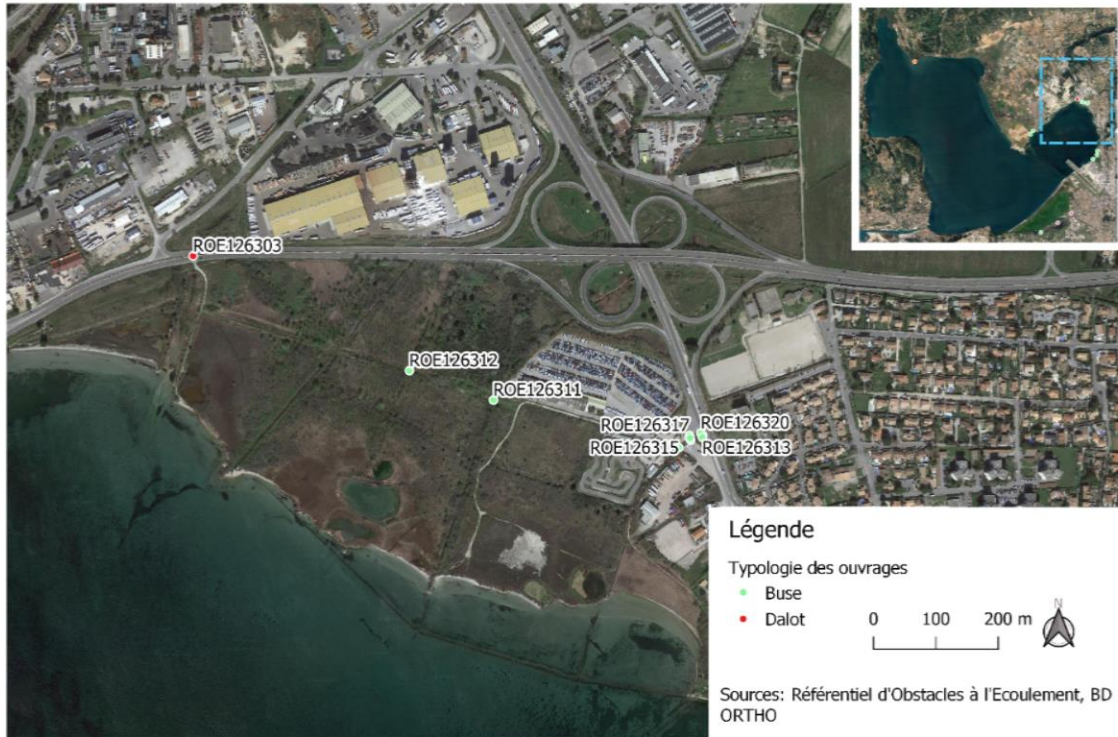 ROE126303
ROE126312
ROE126311
ROE126317
ROE126320
ROE126315
ROE126313
Légende
Typologie des ouvrages
Buse
Dalot
0 100 200 m
N
Sources: Référentiel d'Obstacles à l'Ecoulement, BD
ORTHO